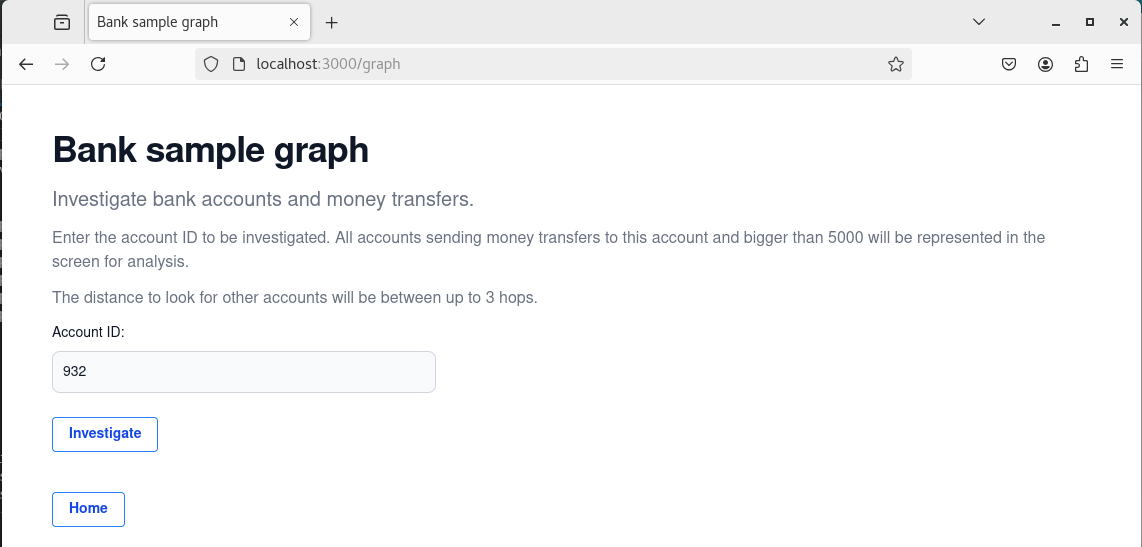 Bank sample graph
localhost:3000/graph
Bank sample graph
Investigate bank accounts and money transfers.
Enter the account ID to be investigated. All accounts sending money transfers to this account and bigger than 5000 will be represented in the
screen for analysis.
The distance to look for other accounts will be between up to 3 hops.
Account ID:
932
Investigate
Home